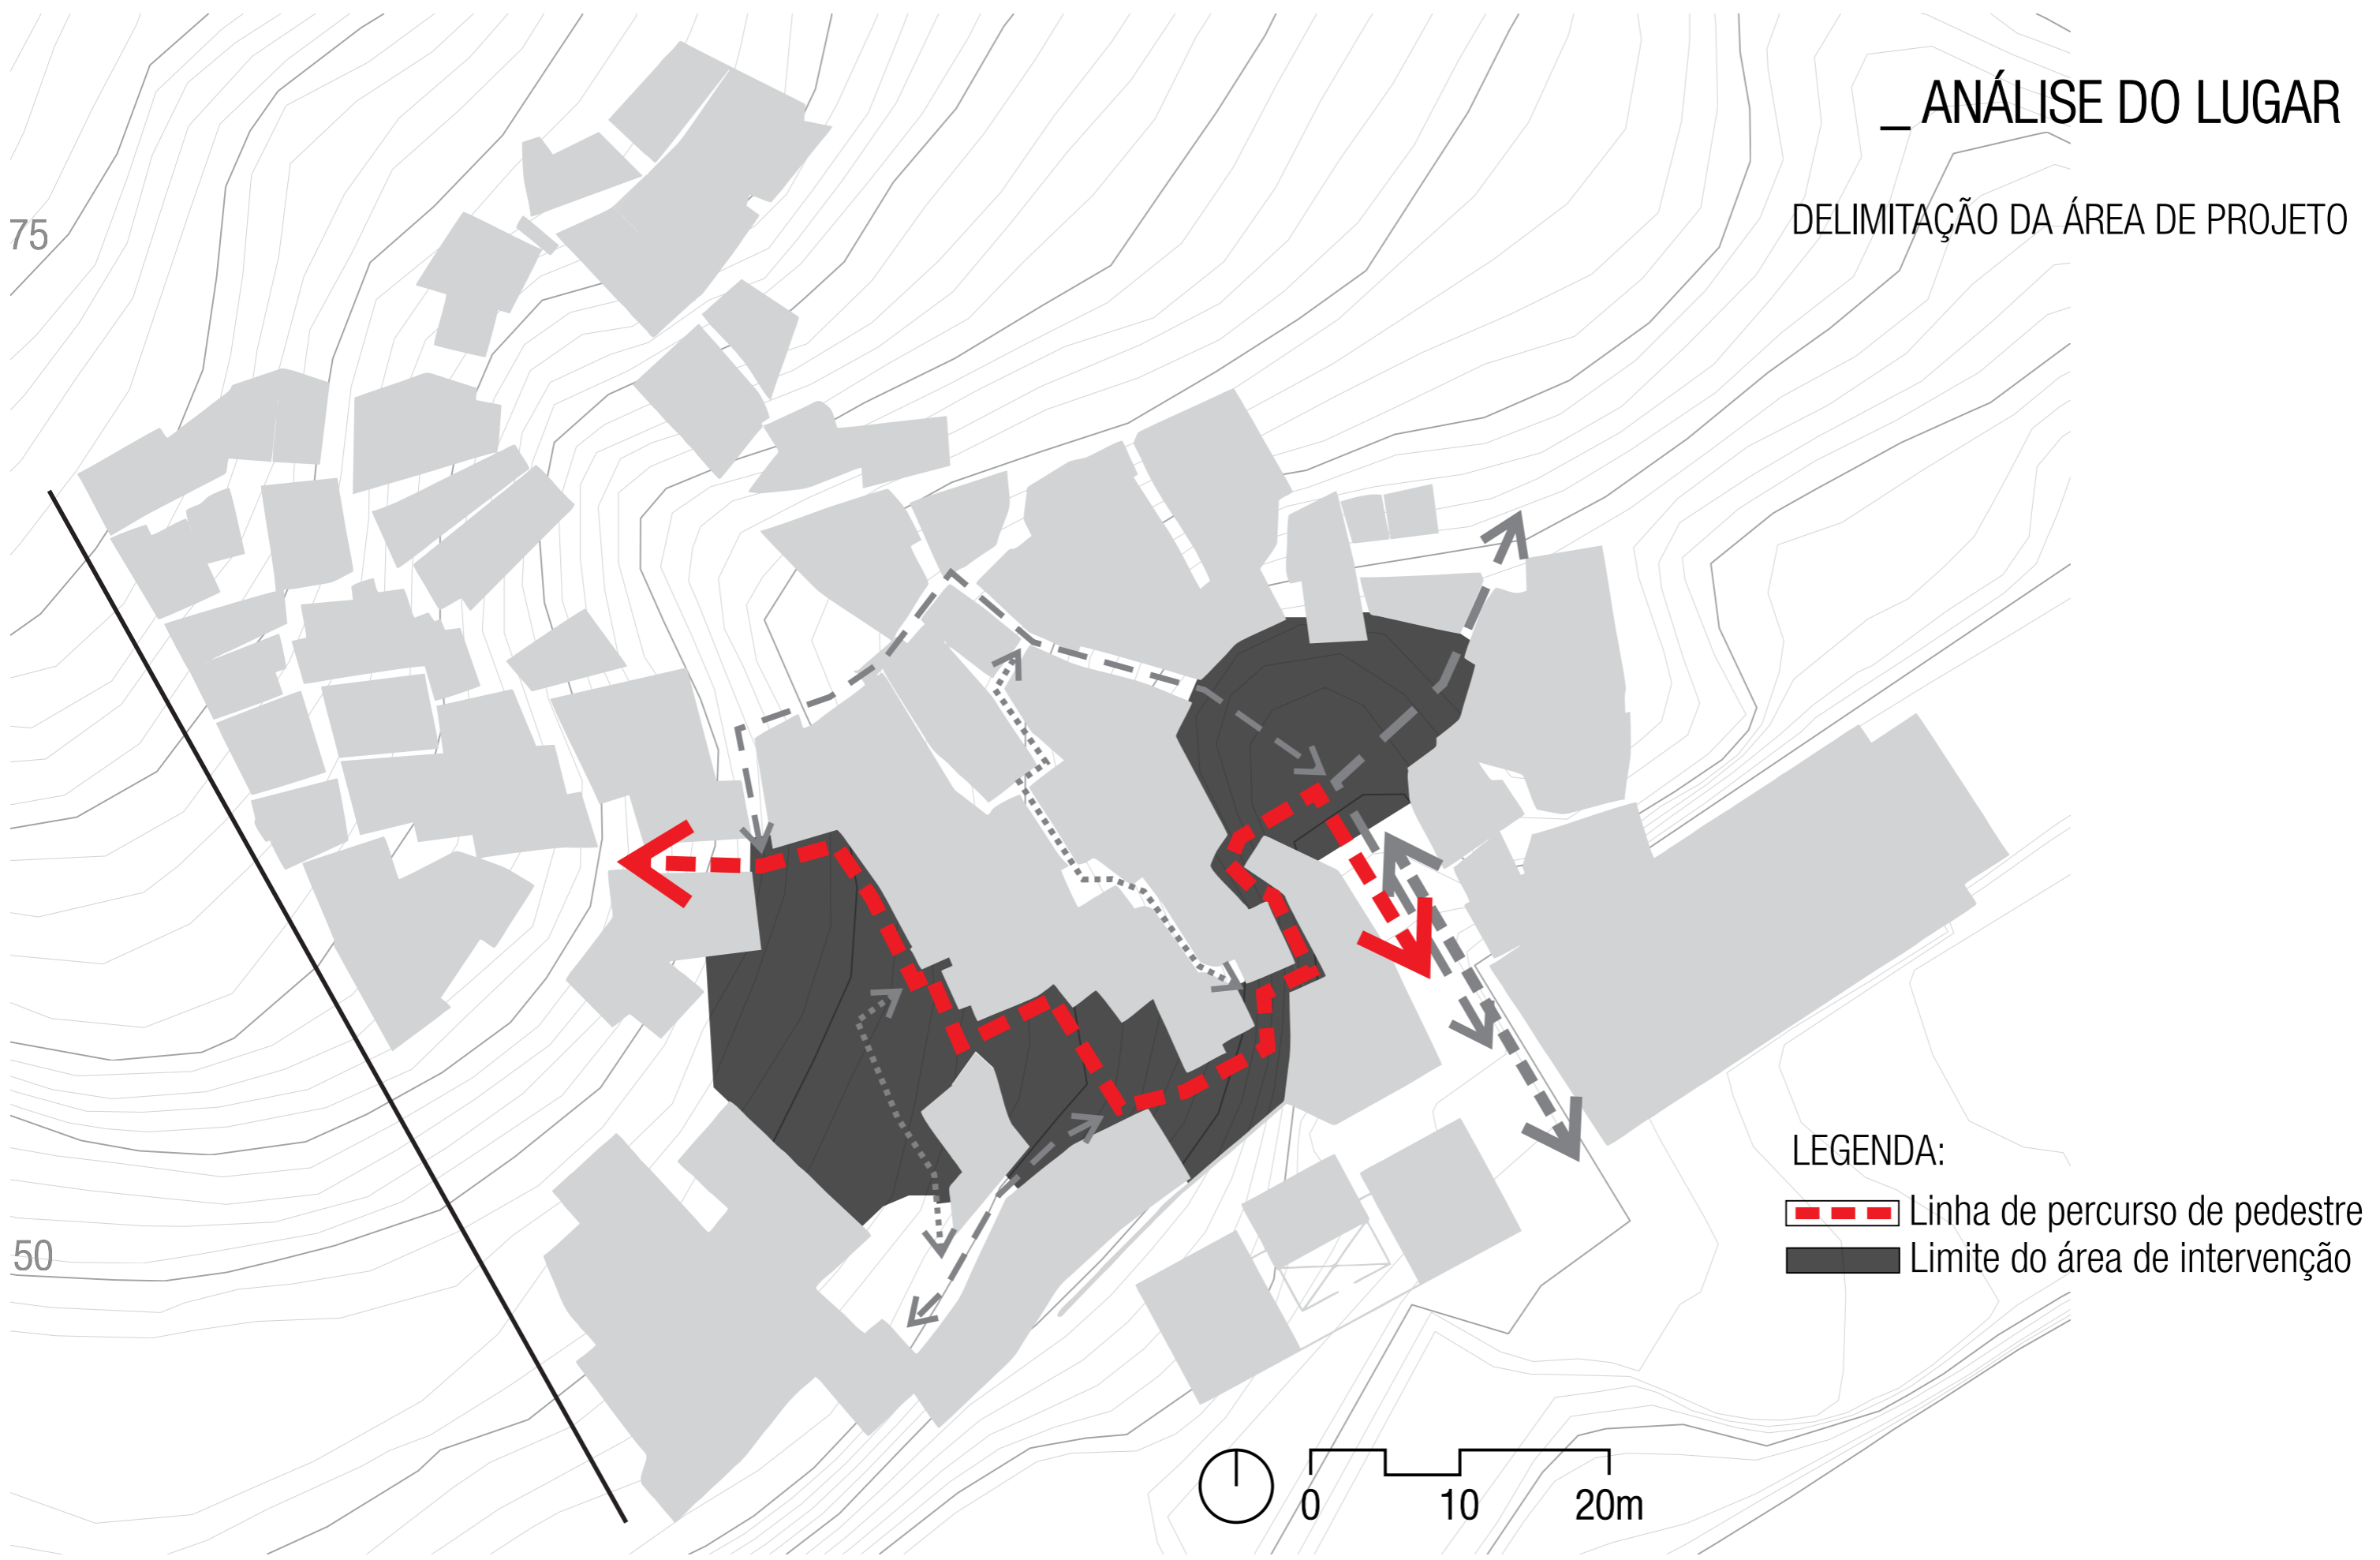 _ ANÁLISE DO LUGAR
DELIMITAÇÃO DA ÁREA DE PROJETO
75
50
LEGENDA:
Linha de percurso de pedestre
Limite do área de intervenção
0 10 20m